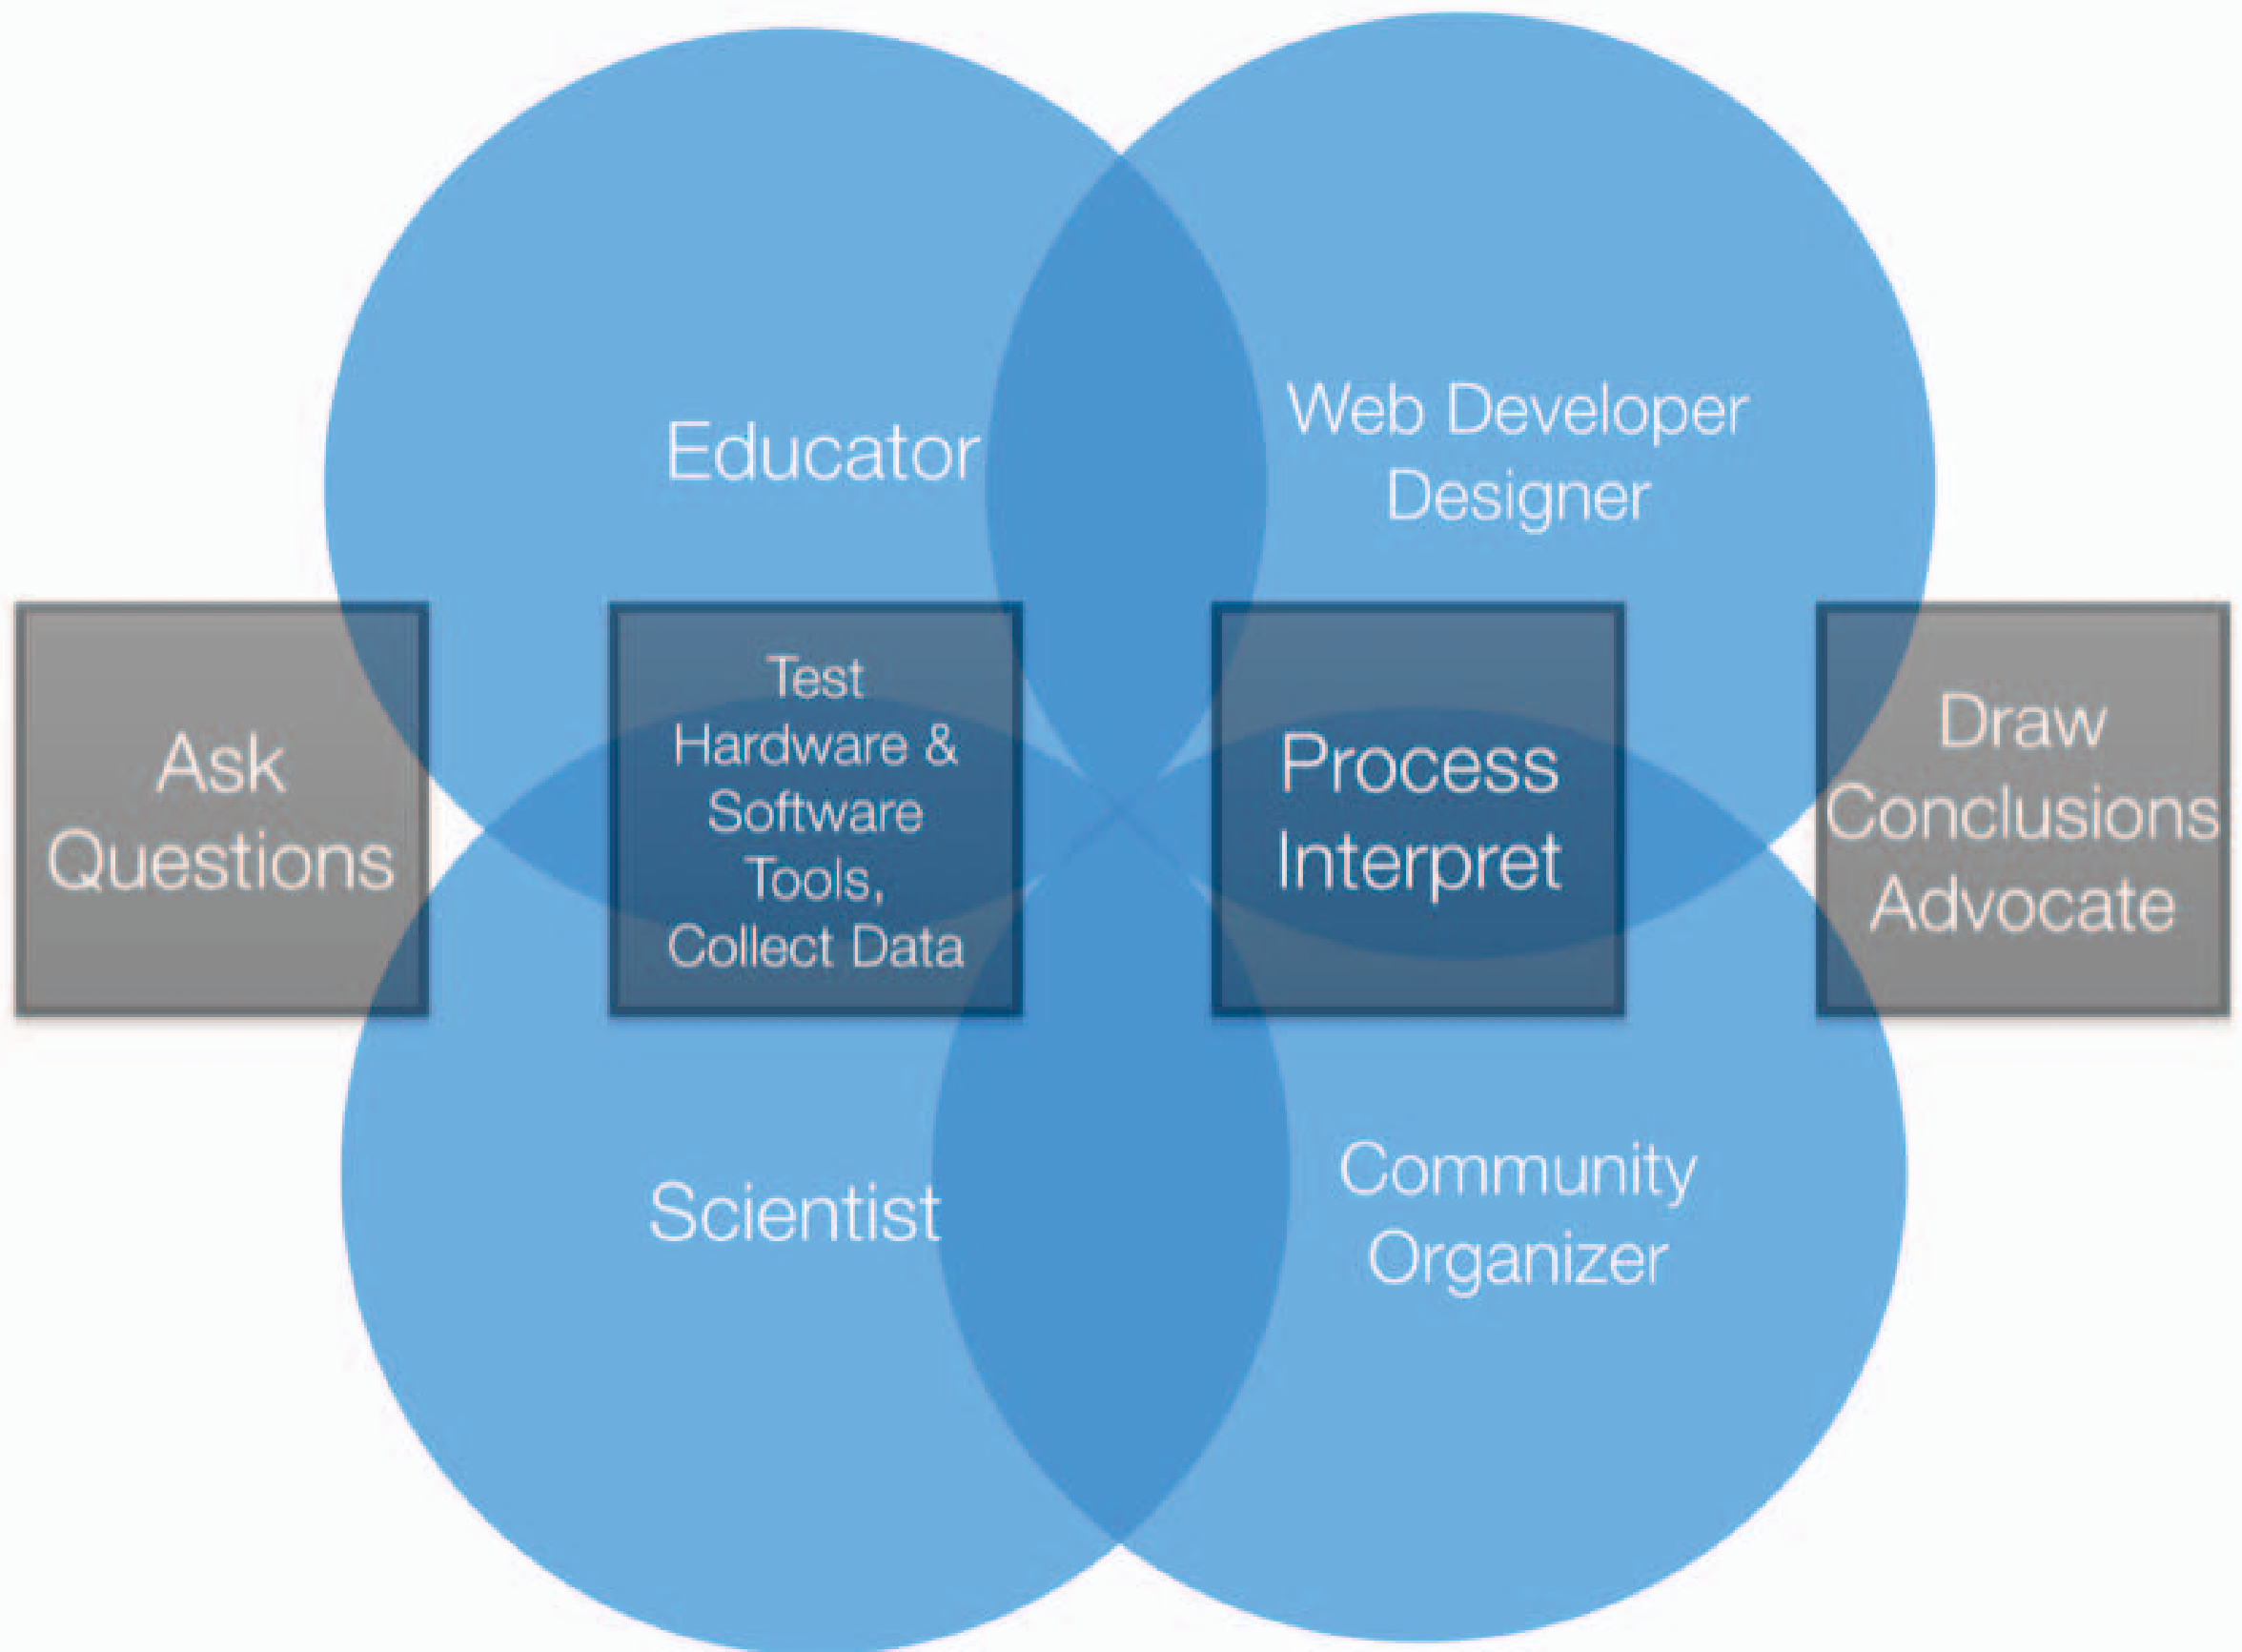 Educator
Web Developer
Designer
Ask
Questions
Test
Hardware &
Software
Tools,
Collect Data
Process
Interpret
Draw
Conclusions
Advocate
Scientist
Community
Organizer